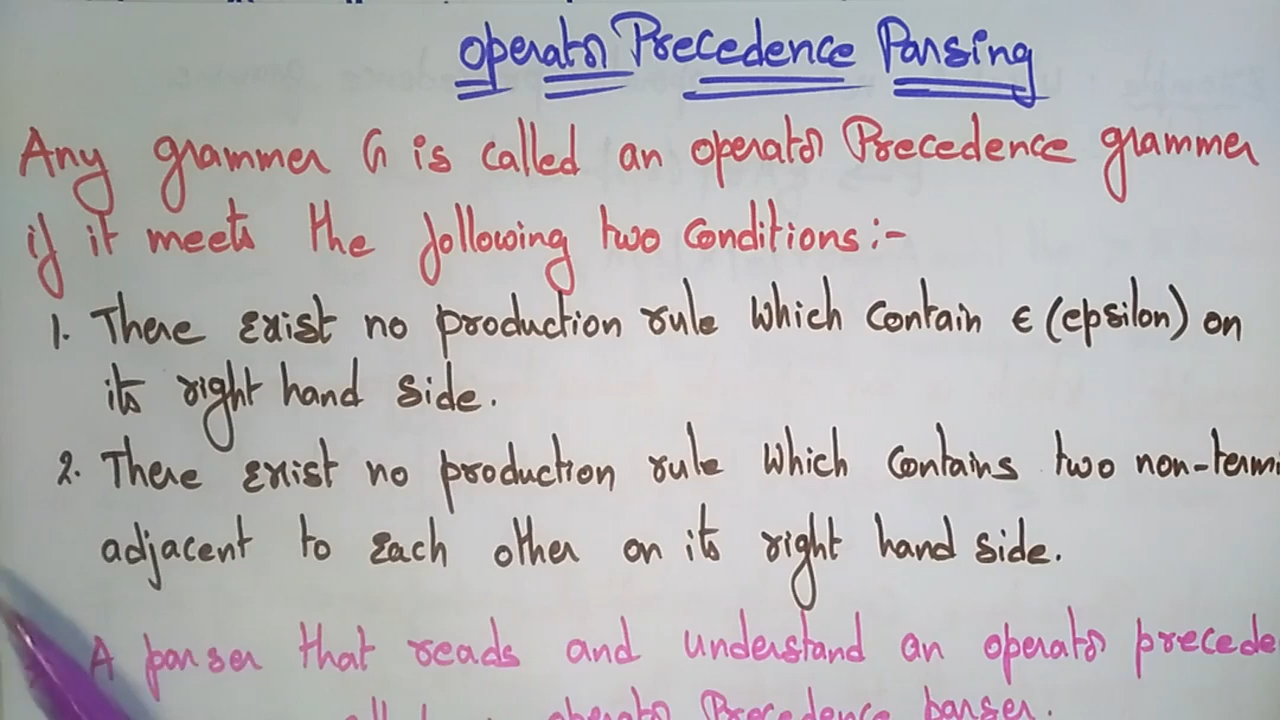 Operator Precedence Parsing
Any grammer G is called an operator Precedence grammer
if it meets the following two conditions:-
1. There exist no production rule which contain ε (epsilon) on
its right hand side.
2. There exist no production rule which contains two non-termi
adjacent to each other on its right hand side.
A parser that reads and understand an operator precede
operator Precedence parser.